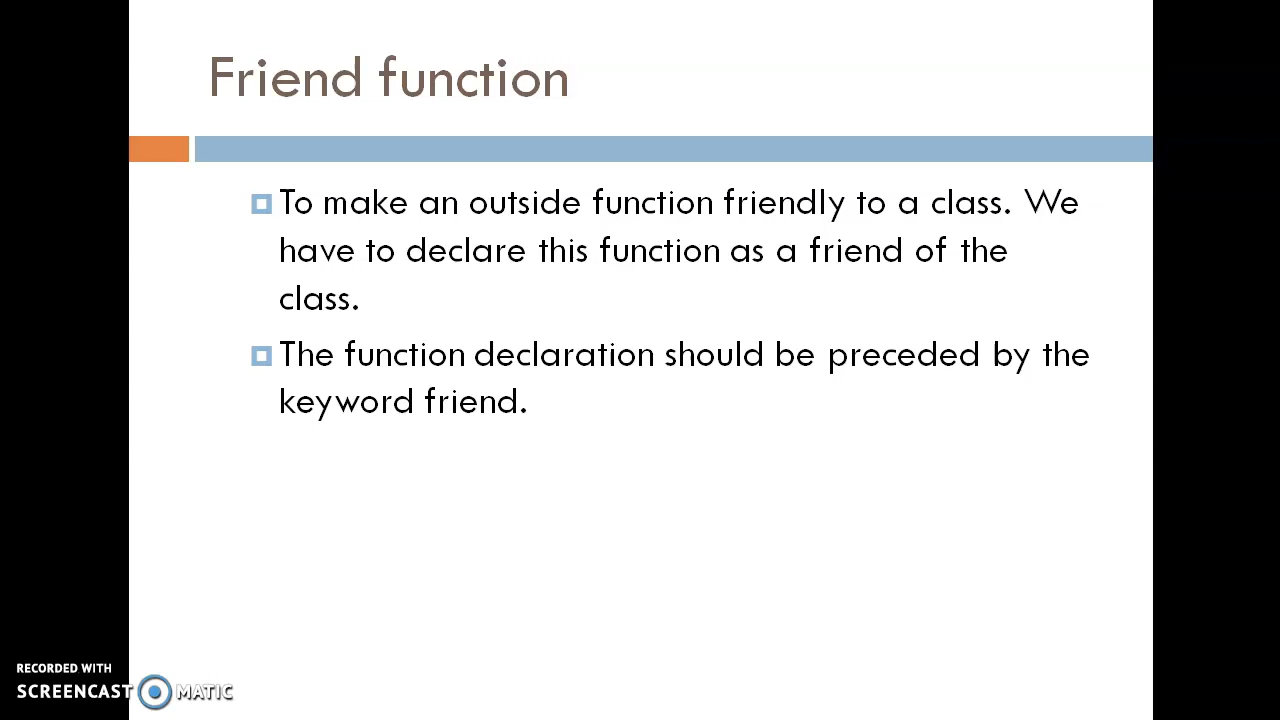 Friend function
To make an outside function friendly to a class. We
have to declare this function as a friend of the
class.
The function declaration should be preceded by the
keyword friend.
RECORDED WITH
SCREENCAST MATIC